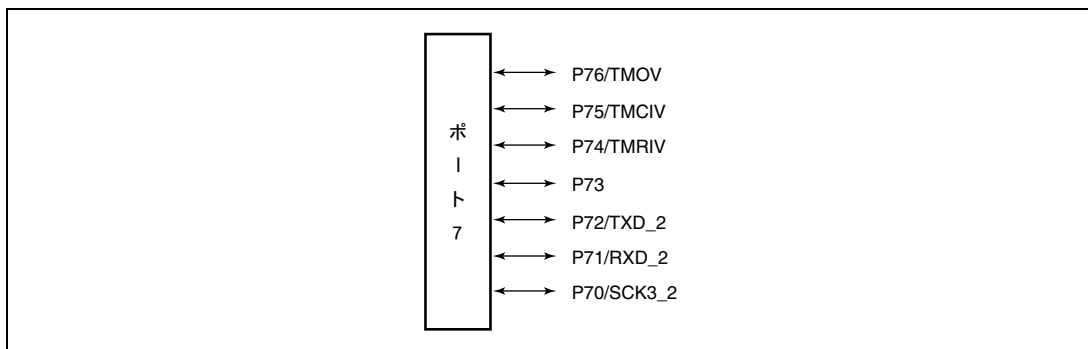 ポート7
P76/TMOV
P75/TMCIV
P74/TMRIV
P73
P72/TXD_2
P71/RXD_2
P70/SCK3_2